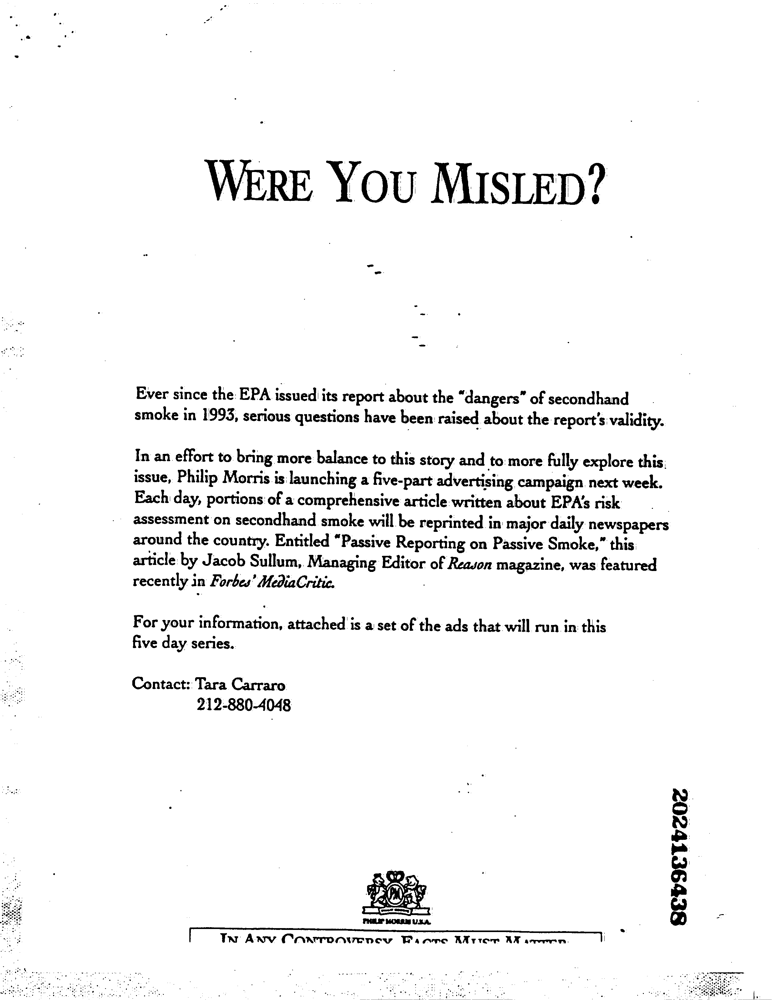 WERE YOU MISLED?
Ever since the EPA issued its report about the "dangers" of secondhand
smoke in 1993, serious questions have been raised about the report's validity.
In an effort to bring more balance to this story and to more fully explore this
issue, Philip Morris is launching a five-part advertising campaign next week.
Each day, portions of a comprehensive article written about EPA's risk
assessment on secondhand smoke will be reprinted in major daily newspapers
around the country. Entitled "Passive Reporting on Passive Smoke," this
article by Jacob Sullum, Managing Editor of Reason magazine, was featured
recently in Forbes' MediaCritic.
For your information, attached is a set of the ads that will run in this
five day series.
Contact: Tara Carraro
212-880-4048
2024136438
PM
PHILIP MORRIS U.S.A.
IN ANY CONTROVERSY FACTS MUST MATTER